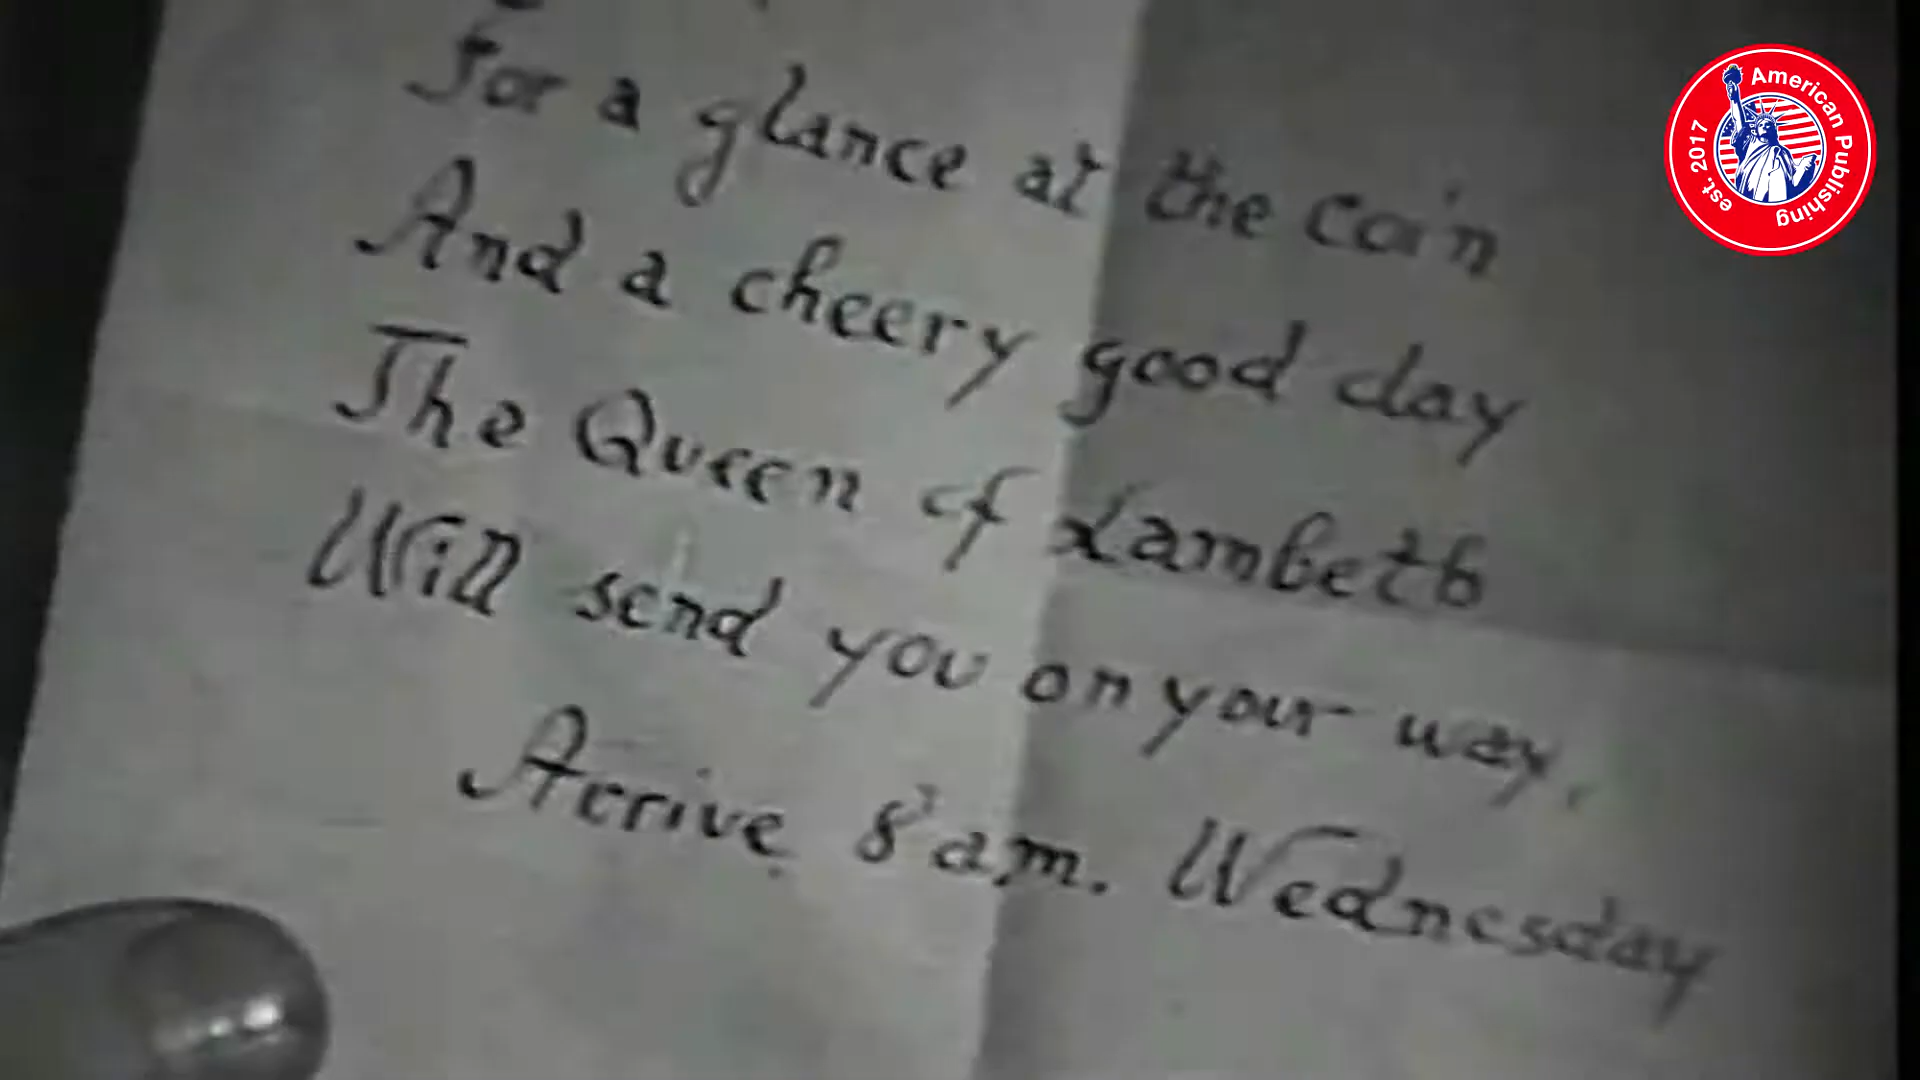 For a glance at the coin
And a cheery good day
The Queen of Lambeth
Will send you on your way.
Arrive 8 am. Wednesday
American Publishing
est. 2017